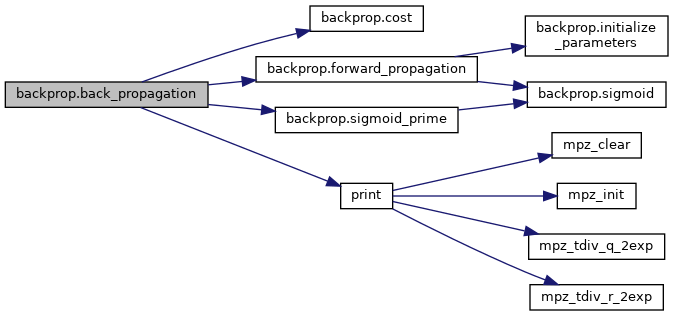 backprop.back_propagation
backprop.cost
backprop.forward_propagation
backprop.initialize
_parameters
backprop.sigmoid
backprop.sigmoid_prime
print
mpz_clear
mpz_init
mpz_tdiv_q_2exp
mpz_tdiv_r_2exp